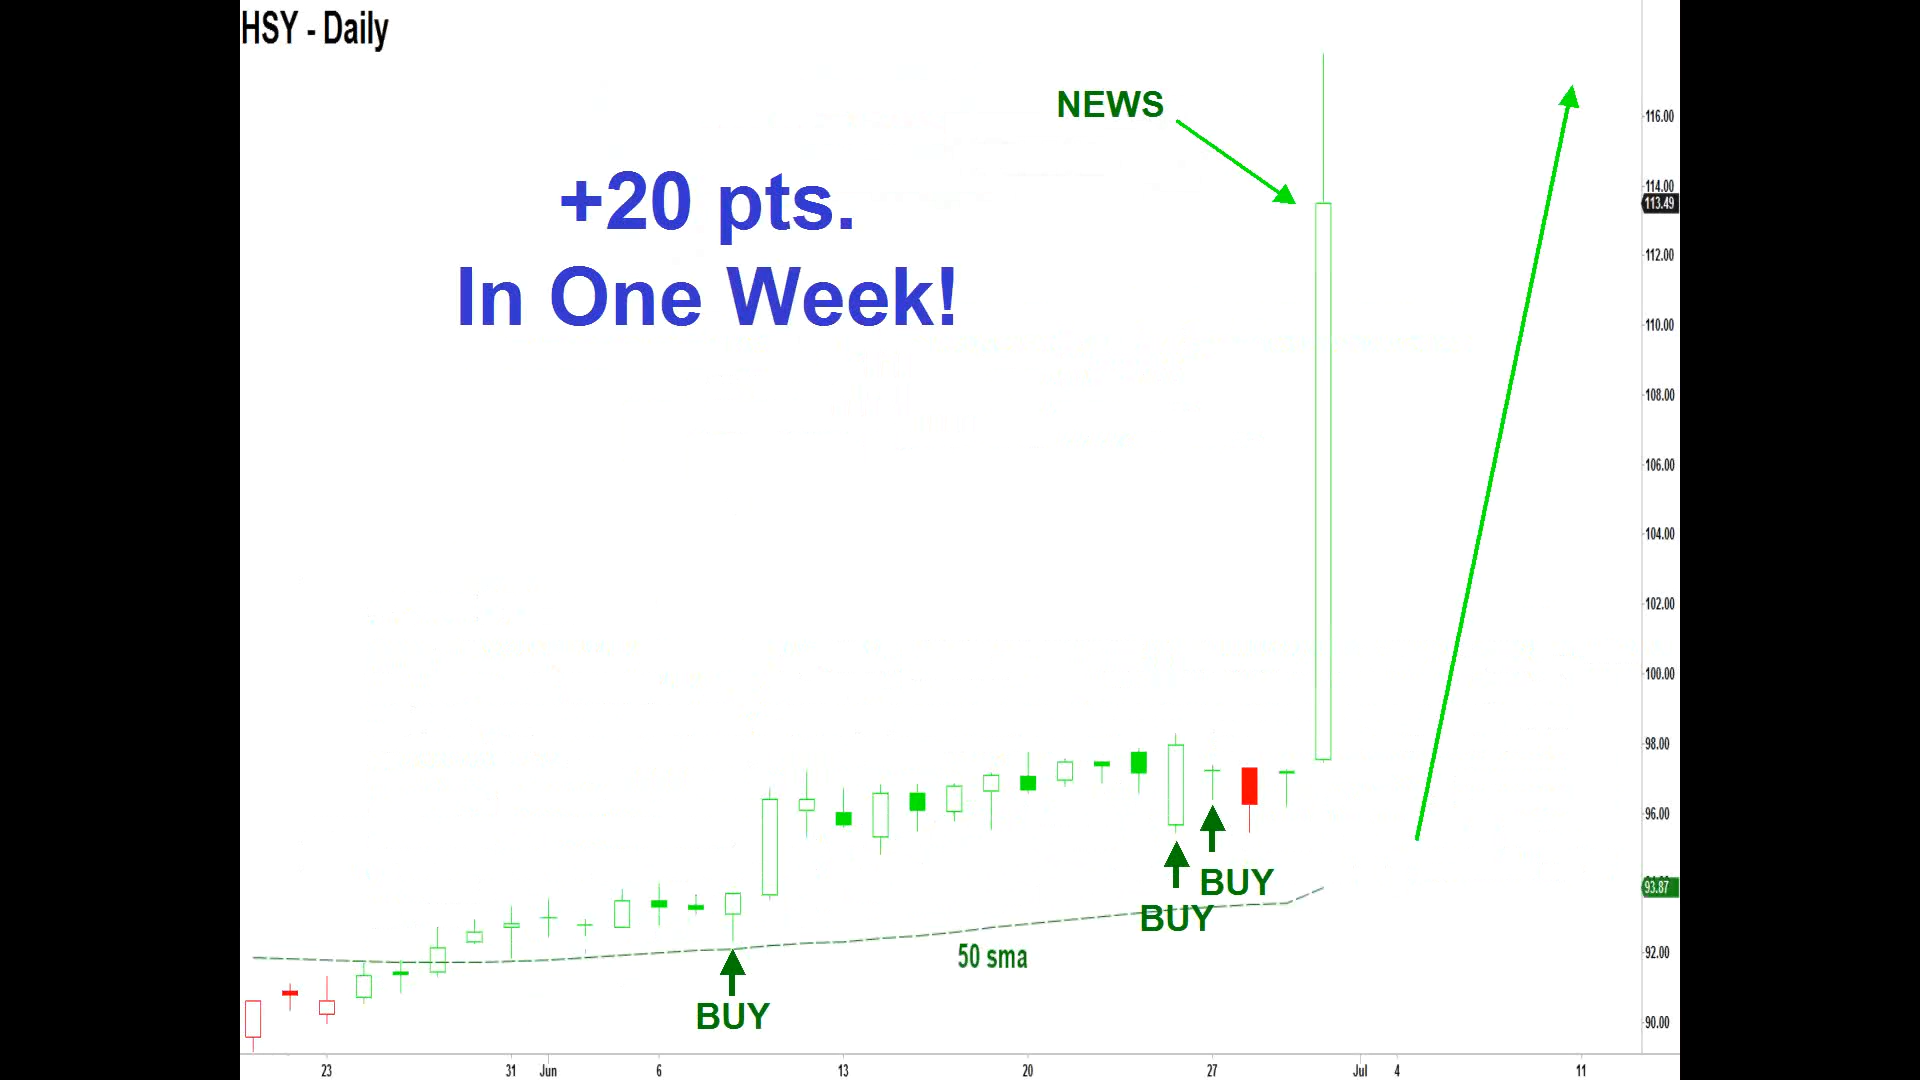 HSY - Daily
NEWS
+20 pts.
In One Week!
116.00
114.00
113.49
112.00
110.00
108.00
106.00
104.00
102.00
100.00
98.00
96.00
93.87
92.00
90.00
BUY
BUY
50 sma
BUY
23
31
Jun
6
13
20
27
Jul
4
11